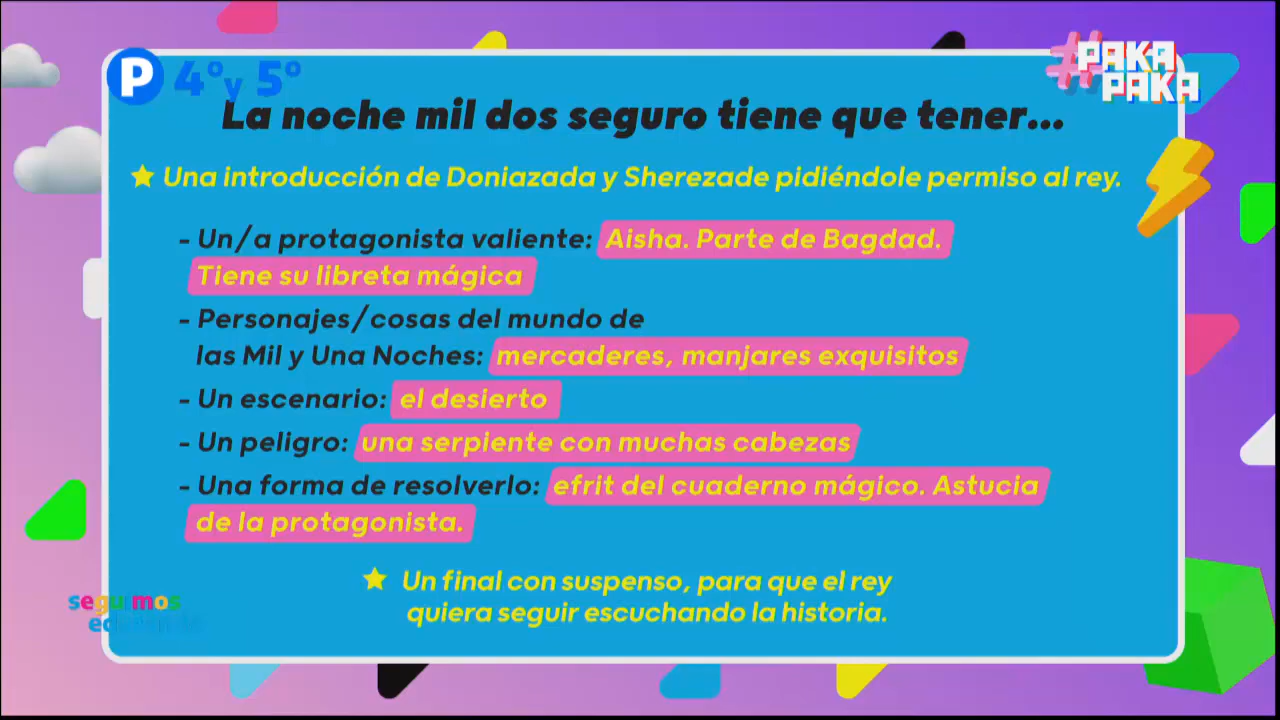 P 4° y 5°
#PAKA
PAKA
La noche mil dos seguro tiene que tener...
Una introducción de Doniazada y Sherezade pidiéndole permiso al rey.
- Un/a protagonista valiente: Aisha. Parte de Bagdad.
Tiene su libreta mágica
- Personajes/cosas del mundo de
las Mil y Una Noches: mercaderes, manjares exquisitos
- Un escenario: el desierto
- Un peligro: una serpiente con muchas cabezas
- Una forma de resolverlo: efrit del cuaderno mágico. Astucia
de la protagonista.
Un final con suspenso, para que el rey
quiera seguir escuchando la historia.
seguimos